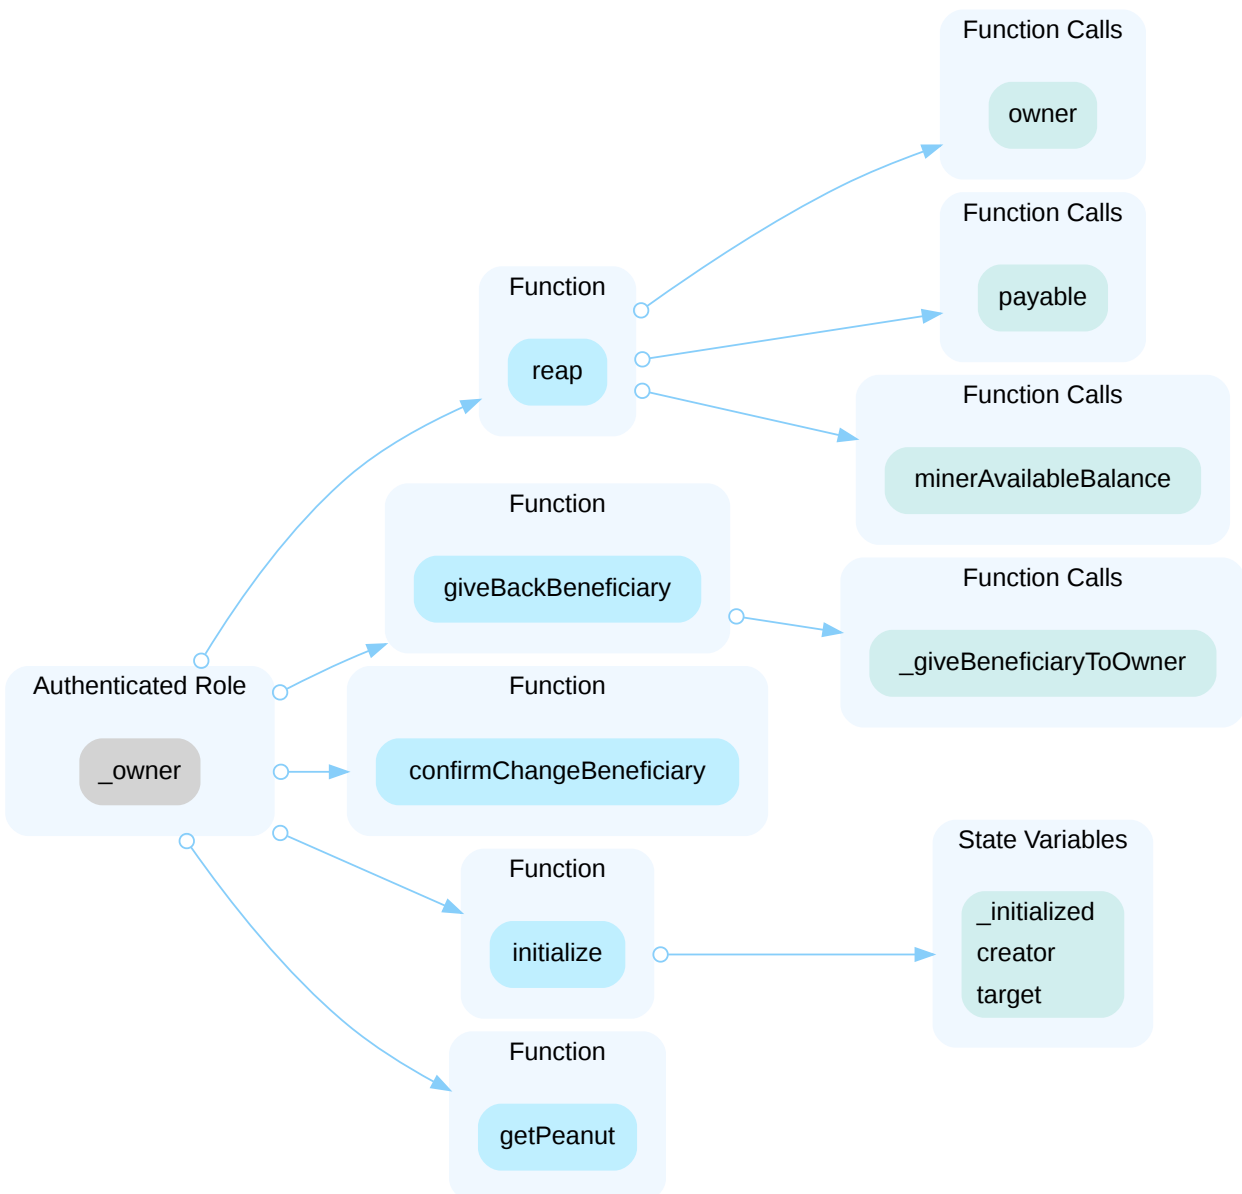 Function Calls
owner
Function Calls
payable
Function
reap
Function Calls
minerAvailableBalance
Function
giveBackBeneficiary
Function Calls
_giveBeneficiaryToOwner
Authenticated Role
_owner
Function
confirmChangeBeneficiary
Function
initialize
State Variables
_initialized
creator
target
Function
getPeanut